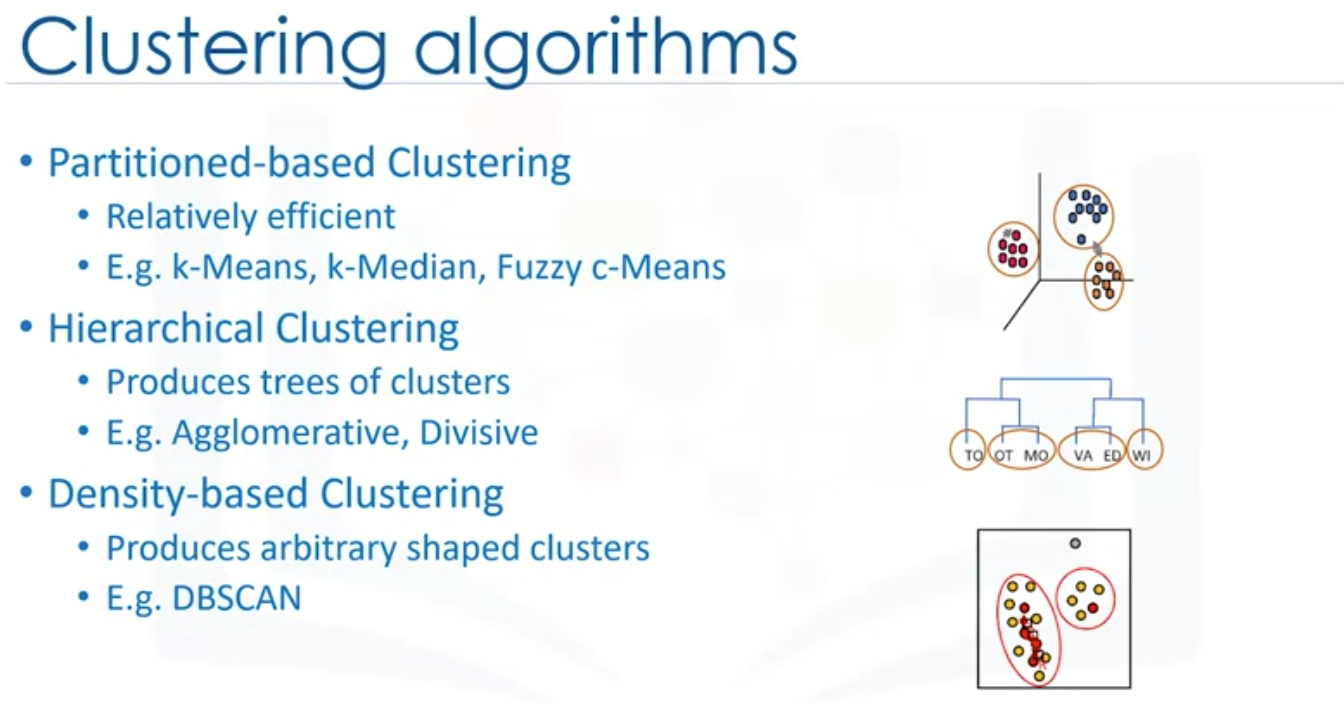 Clustering algorithms
• Partitioned-based Clustering
• Relatively efficient
• E.g. k-Means, k-Median, Fuzzy c-Means
• Hierarchical Clustering
• Produces trees of clusters
• E.g. Agglomerative, Divisive
TO OT MO VA ED WI
• Density-based Clustering
• Produces arbitrary shaped clusters
• E.g. DBSCAN